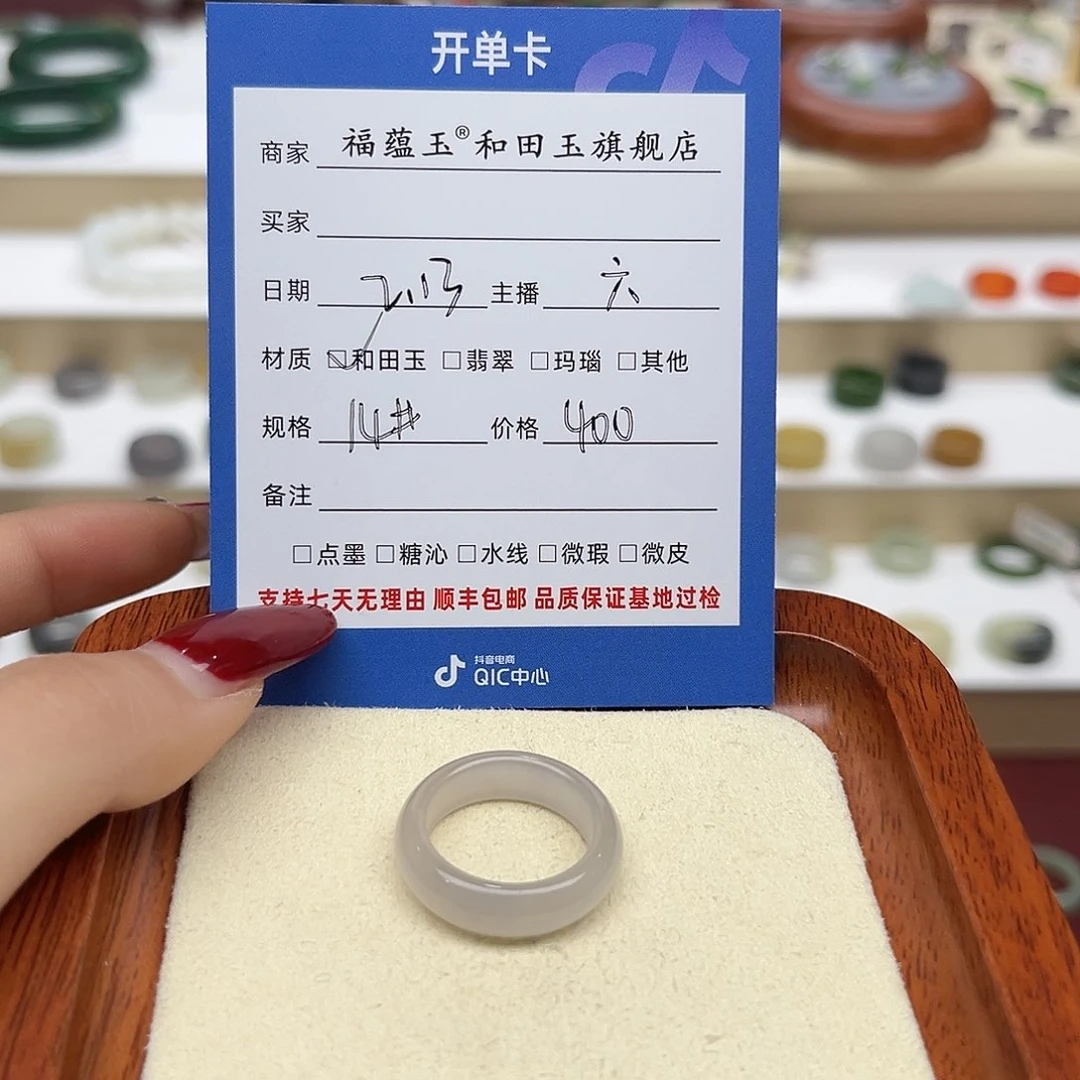 开单卡
商家 福蕴玉®和田玉旗舰店
买家
日期 2.13 主播 六
材质 ☑和田玉 □翡翠 □玛瑙 □其他
规格 14# 价格 400
备注
□点墨 □糖沁 □水线 □微瑕 □微皮
支持七天无理由 顺丰包邮 品质保证基地过检
抖音电商
QIC中心